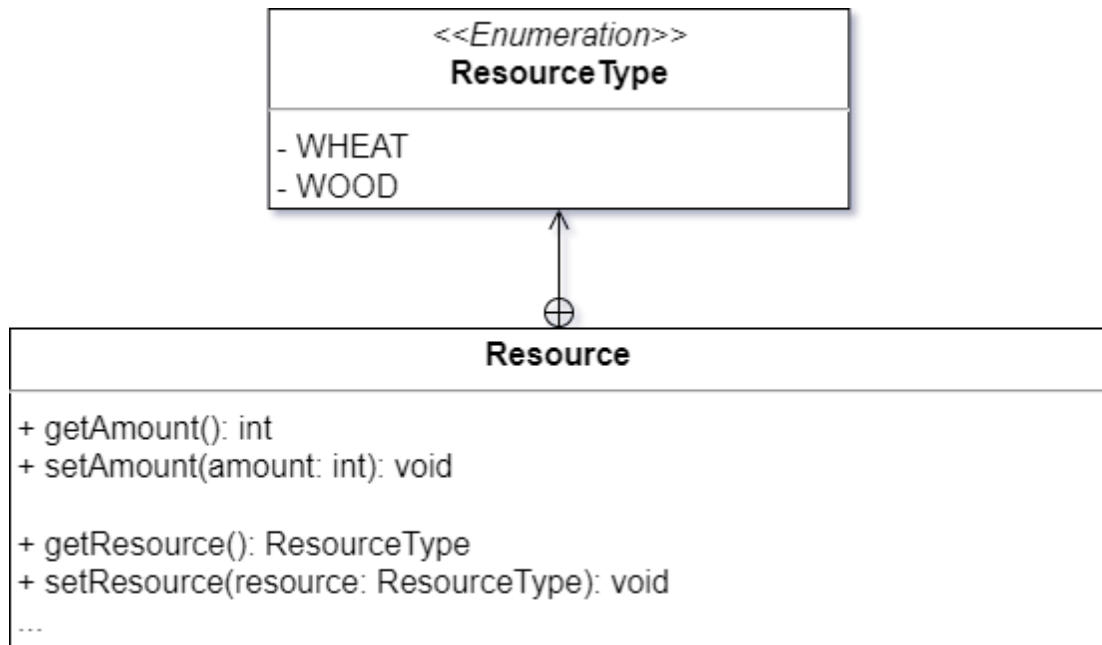 <<Enumeration>>
ResourceType
- WHEAT
- WOOD
Resource
+ getAmount(): int
+ setAmount(amount: int): void
+ getResource(): ResourceType
+ setResource(resource: ResourceType): void
...